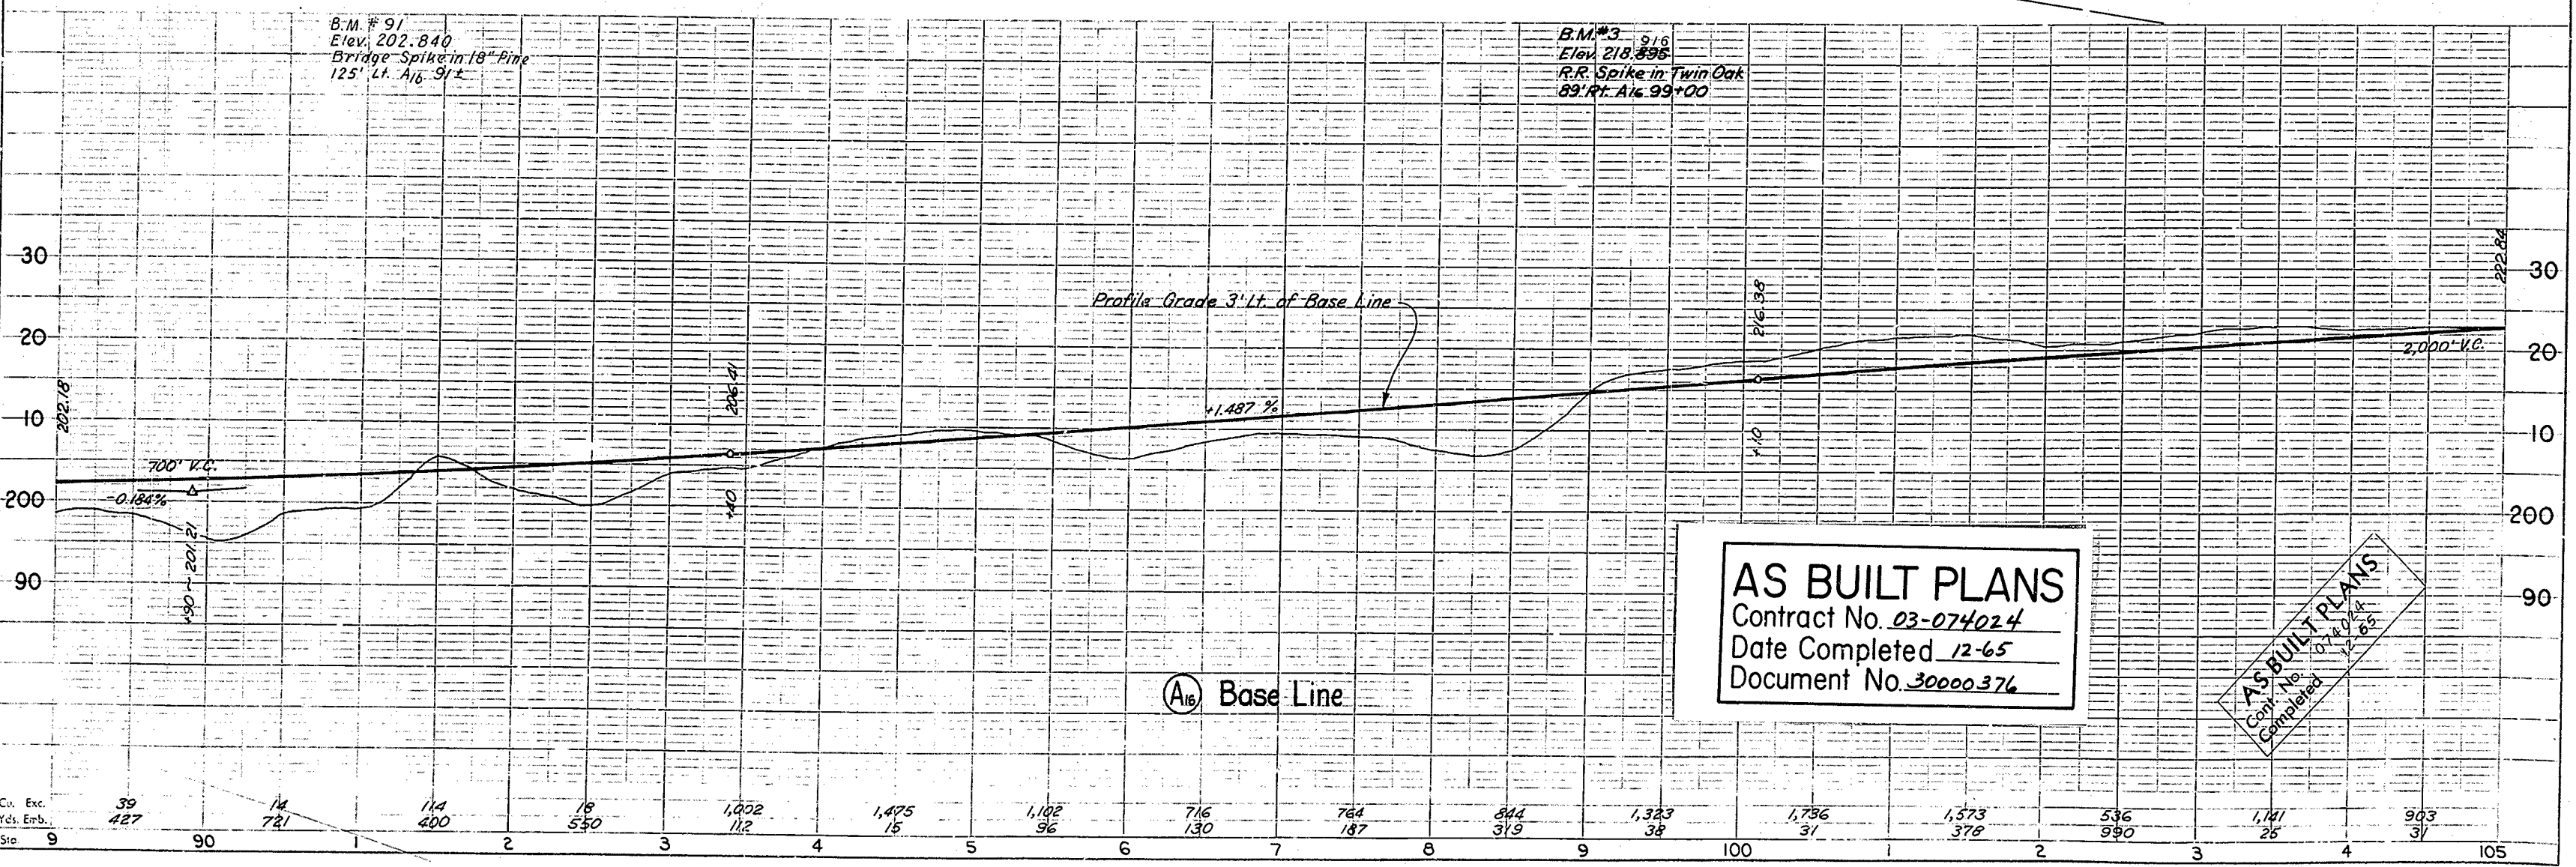 B.M. # 91
Elev. 202.840
Bridge Spike in 18" Pine
125' Lt. A16 91±
B.M. #3
916
Elev. 218.895
R.R. Spike in Twin Oak
89' Rt. A16 99+00
30
20
10
200
90
202.18
700' V.C.
-0.184%
+90 ~ 201.21
206.41
+40
Profile Grade 3' Lt. of Base Line
+1.487 %
216.38
+10
222.84
2,000' V.C.
30
20
10
200
90
A16 Base Line
AS BUILT PLANS
Contract No. 03-074024
Date Completed 12-65
Document No. 30000376
AS BUILT PLANS
Cont. No. 074024
Completed 12-65
Cu. Exc. 39 14 114 18 1,002 1,475 1,102 716 764 844 1,323 1,736 1,573 536 1,141 903
Yds. Emb. 427 721 400 550 112 15 96 130 187 319 38 31 378 990 25 31
Sta. 9 90 1 2 3 4 5 6 7 8 9 100 1 2 3 4 105